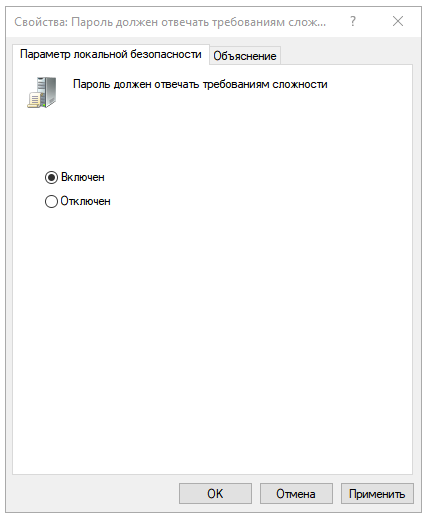 Свойства: Пароль должен отвечать требованиям слож... ?
Параметр локальной безопасности Объяснение
Пароль должен отвечать требованиям сложности
Включен
Отключен
OK Отмена Применить